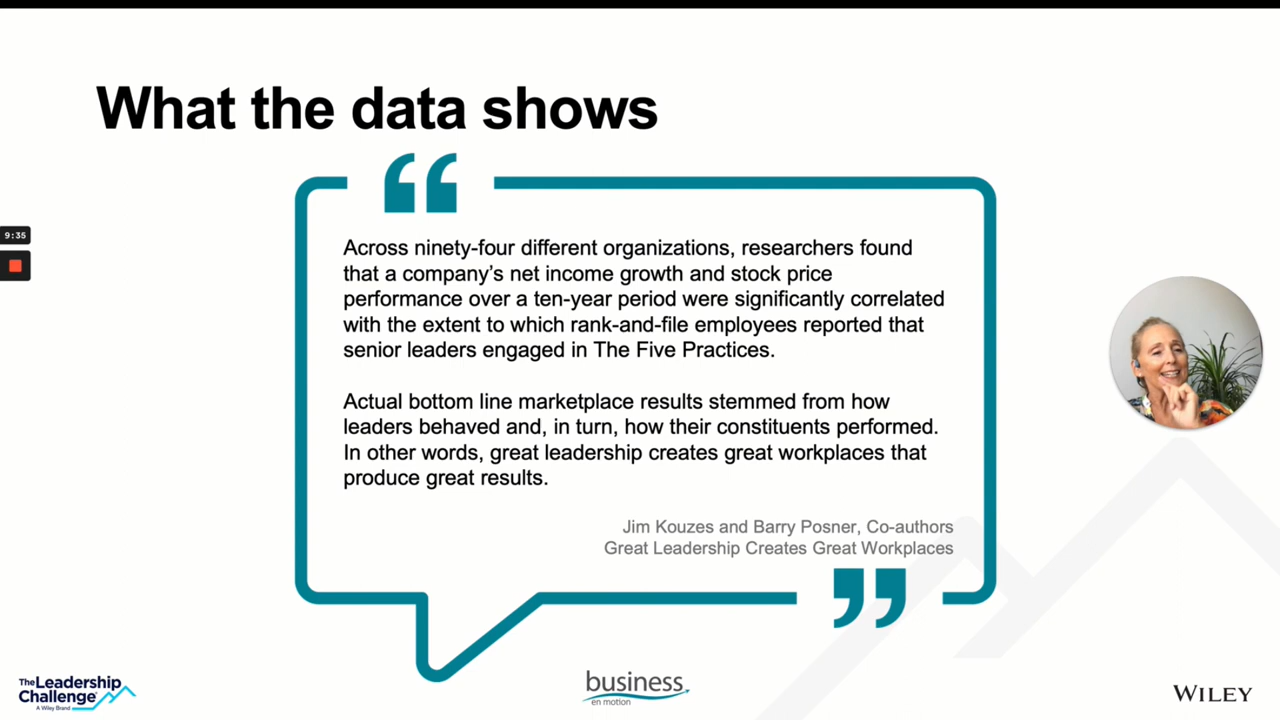 What the data shows
9:35
Across ninety-four different organizations, researchers found
that a company’s net income growth and stock price
performance over a ten-year period were significantly correlated
with the extent to which rank-and-file employees reported that
senior leaders engaged in The Five Practices.
Actual bottom line marketplace results stemmed from how
leaders behaved and, in turn, how their constituents performed.
In other words, great leadership creates great workplaces that
produce great results.
Jim Kouzes and Barry Posner, Co-authors
Great Leadership Creates Great Workplaces
The Leadership
Challenge®
A Wiley Brand
business
en motion
WILEY